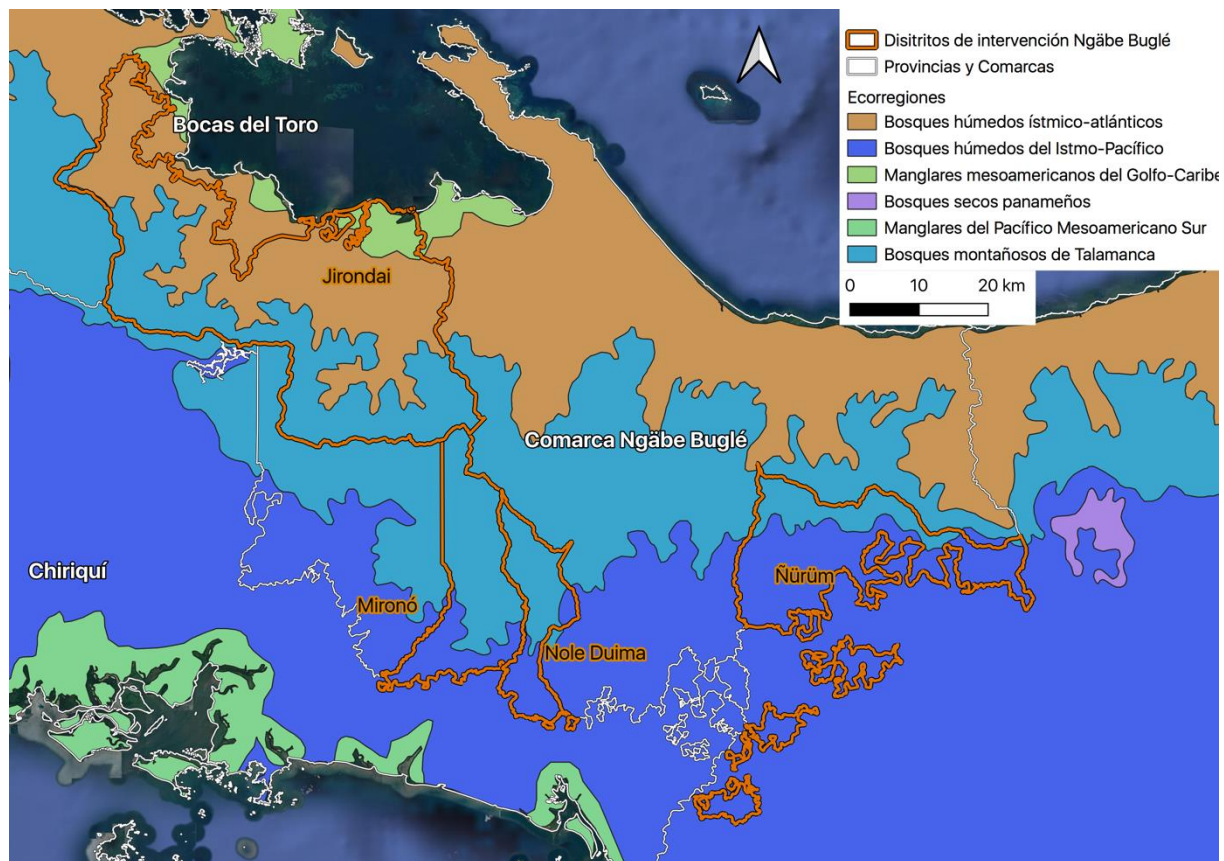 Disitritos de intervención Ngäbe Buglé
Provincias y Comarcas
Ecorregiones
Bosques húmedos ístmico-atlánticos
Bosques húmedos del Istmo-Pacífico
Manglares mesoamericanos del Golfo-Caribe
Bosques secos panameños
Manglares del Pacífico Mesoamericano Sur
Bosques montañosos de Talamanca
0 10 20 km
Bocas del Toro
Jirondai
Comarca Ngäbe Buglé
Chiriquí
Mironó
Ñürüm
Nole Duima